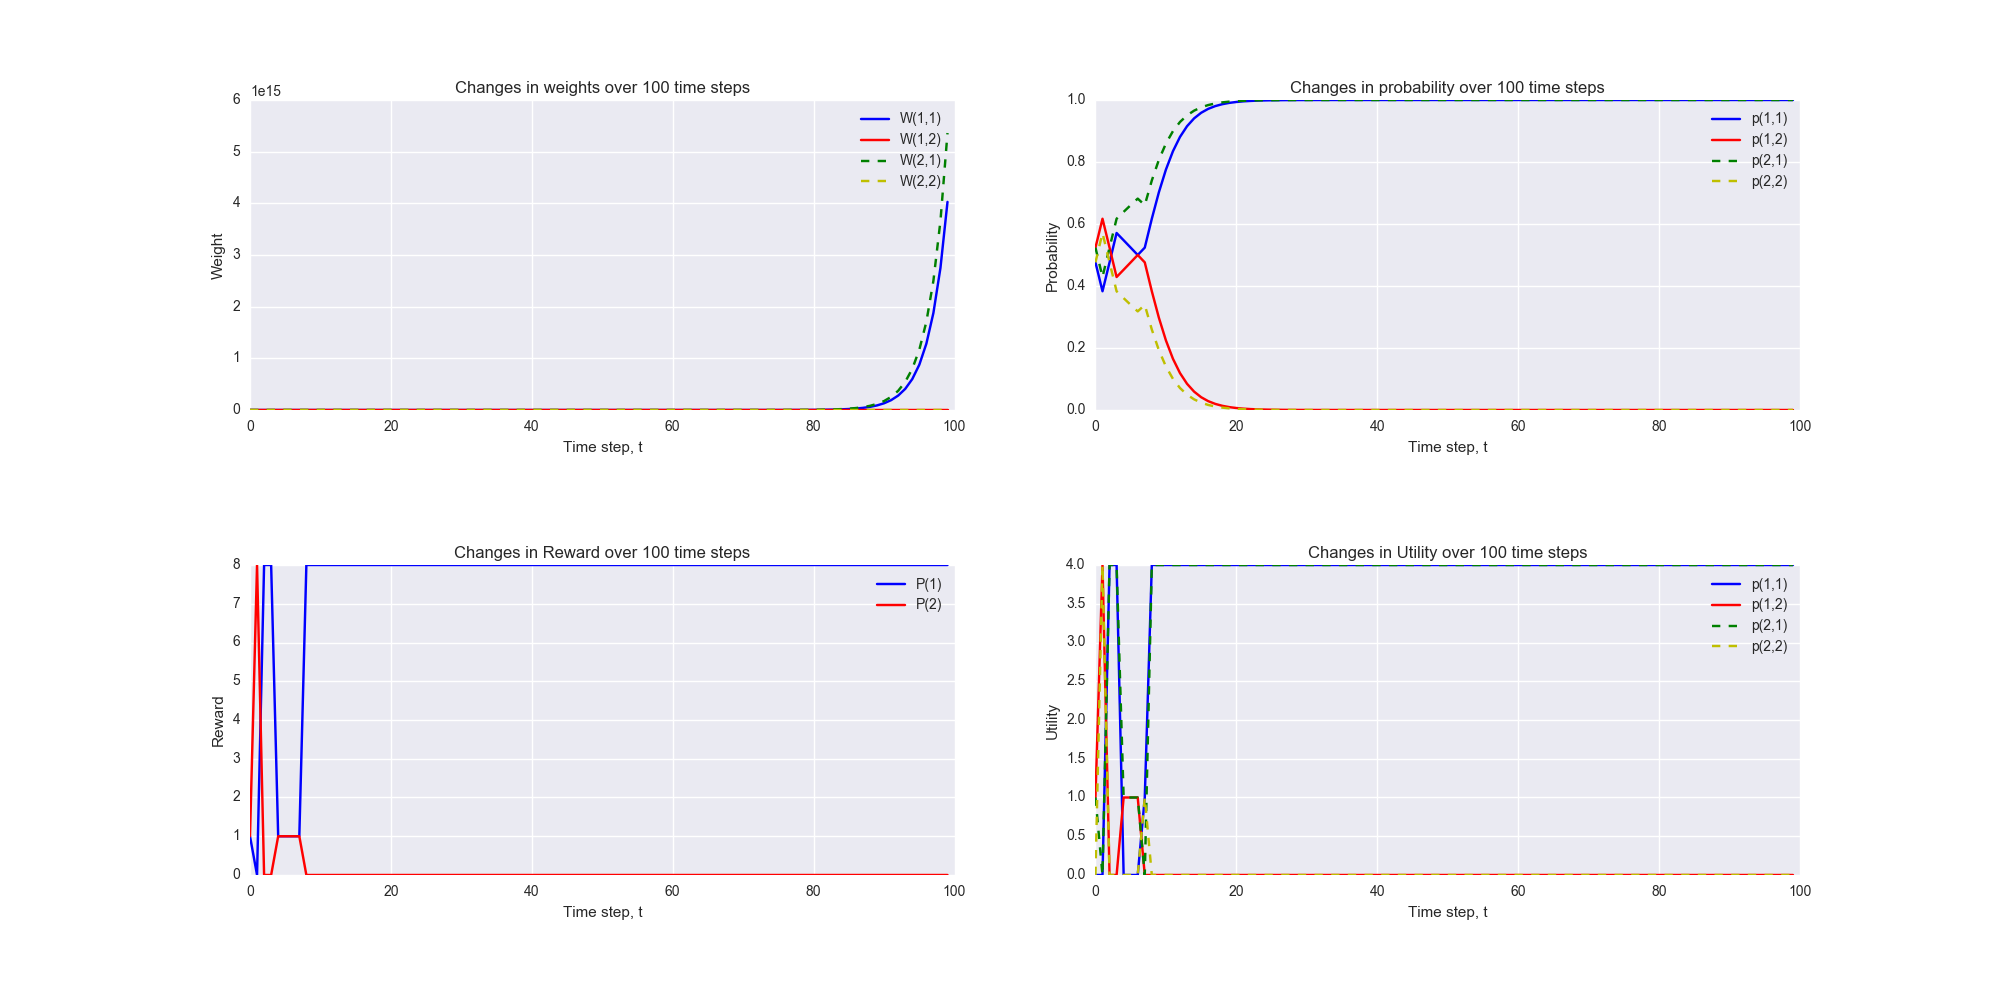 Changes in weights over 100 time steps
1e15
6
5
4
3
2
1
0
Weight
0 20 40 60 80 100
Time step, t
W(1,1)
W(1,2)
W(2,1)
W(2,2)
Changes in probability over 100 time steps
1.0
0.8
0.6
0.4
0.2
0.0
Probability
0 20 40 60 80 100
Time step, t
p(1,1)
p(1,2)
p(2,1)
p(2,2)
Changes in Reward over 100 time steps
8
7
6
5
4
3
2
1
0
Reward
0 20 40 60 80 100
Time step, t
P(1)
P(2)
Changes in Utility over 100 time steps
4.0
3.5
3.0
2.5
2.0
1.5
1.0
0.5
0.0
Utility
0 20 40 60 80 100
Time step, t
p(1,1)
p(1,2)
p(2,1)
p(2,2)